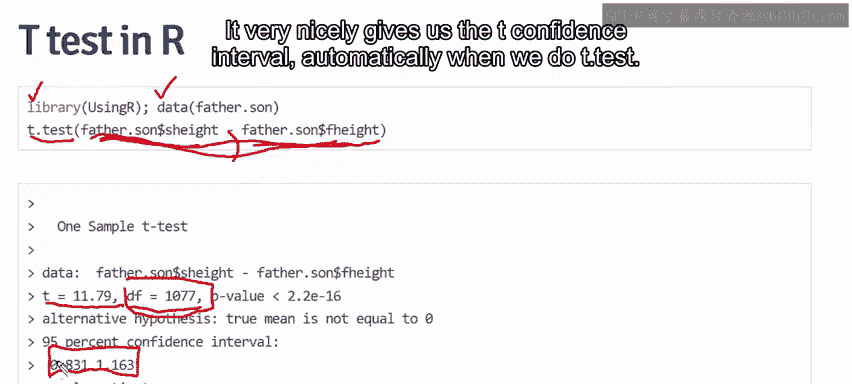 T test in R
It very nicely gives us the t confidence
interval, automatically when we do t.test.
library(UsingR); data(father.son)
t.test(father.son$sheight - father.son$fheight)
>
> One Sample t-test
>
> data: father.son$sheight - father.son$fheight
> t = 11.79, df = 1077, p-value < 2.2e-16
> alternative hypothesis: true mean is not equal to 0
> 95 percent confidence interval:
> 0.831 1.163